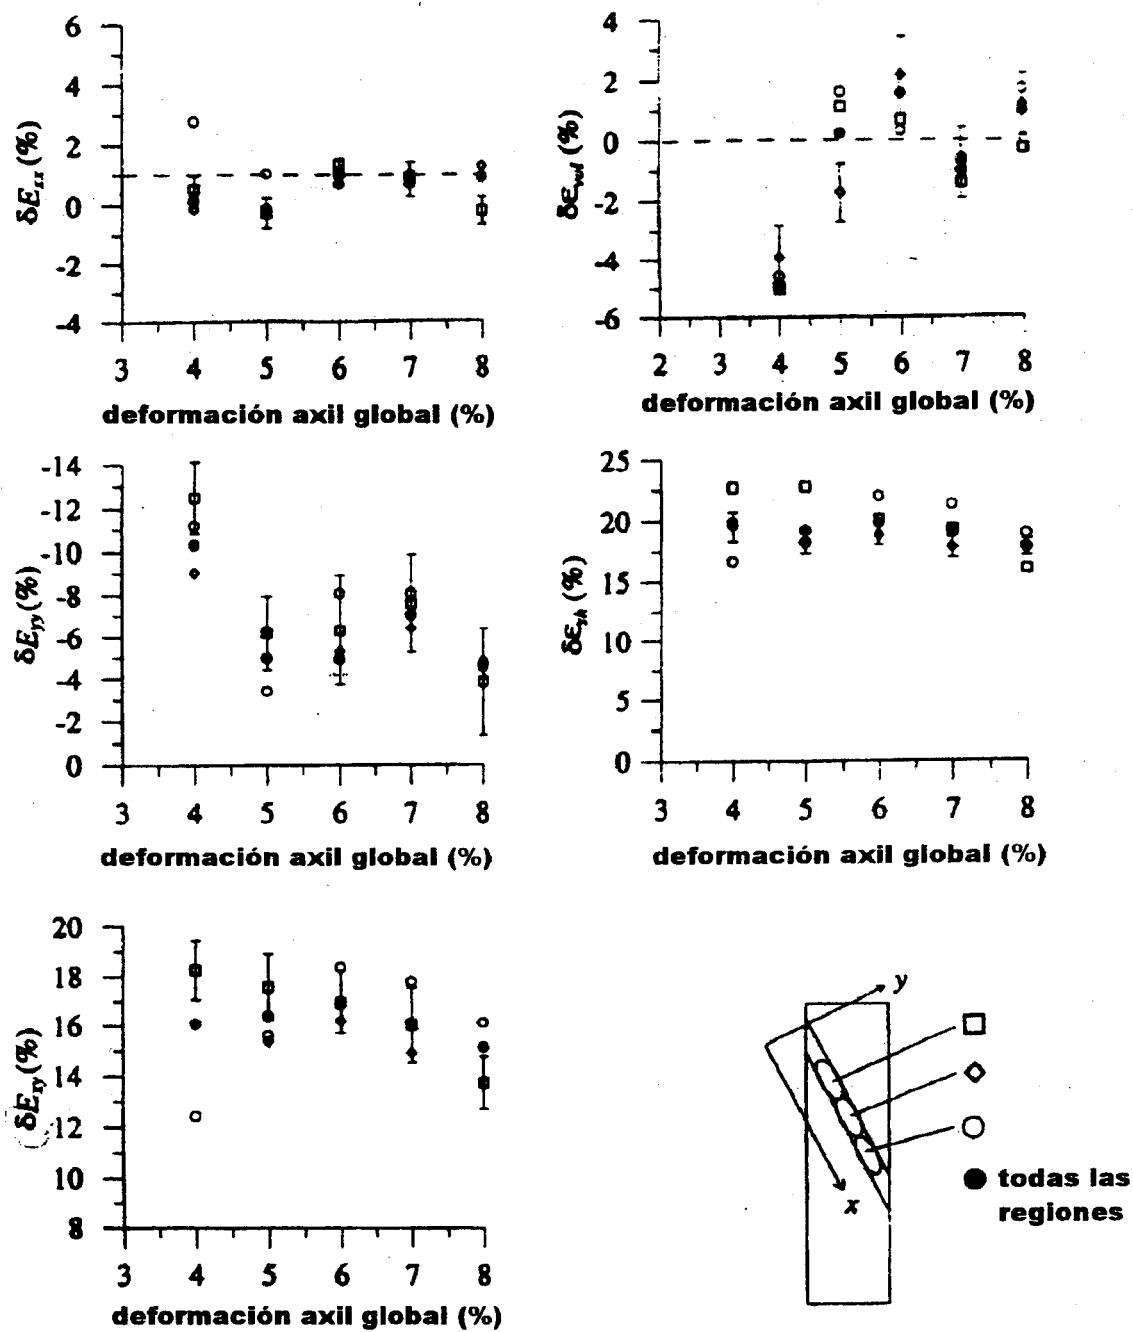 δE_xx (%)
6
4
2
0
-2
-4
3 4 5 6 7 8
deformación axil global (%)
δϵ_vol (%)
4
2
0
-2
-4
-6
2 3 4 5 6 7 8
deformación axil global (%)
δE_yy (%)
-14
-12
-10
-8
-6
-4
-2
0
3 4 5 6 7 8
deformación axil global (%)
25
20
15
10
5
0
3 4 5 6 7 8
deformación axil global (%)
δE_xy (%)
20
18
16
14
12
10
8
3 4 5 6 7 8
deformación axil global (%)
y
x
todas las
regiones